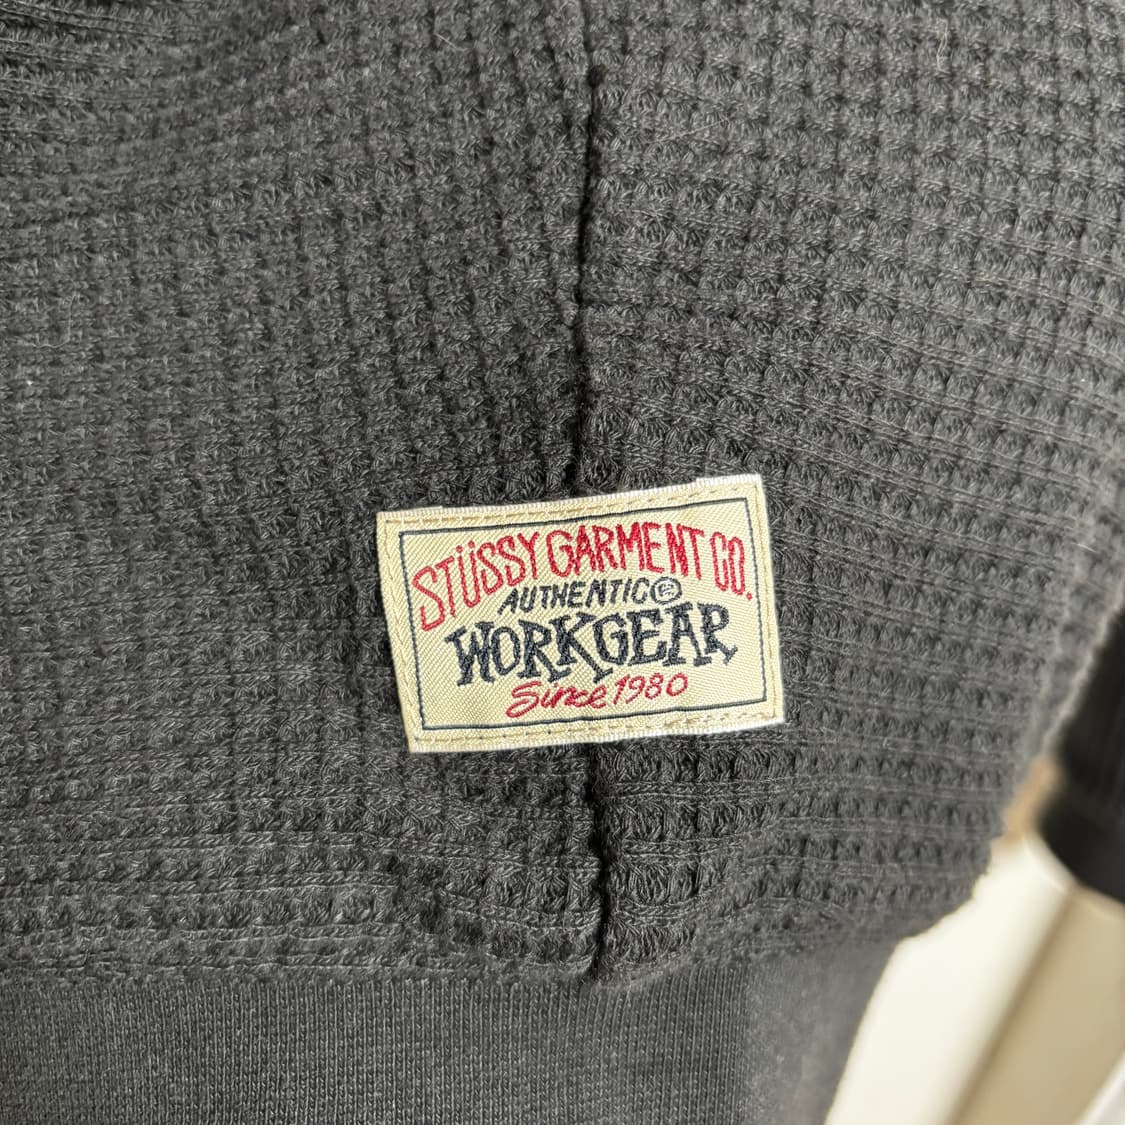 STÜSSY GARMENT CO.
AUTHENTIC©
WORKGEAR
Since 1980